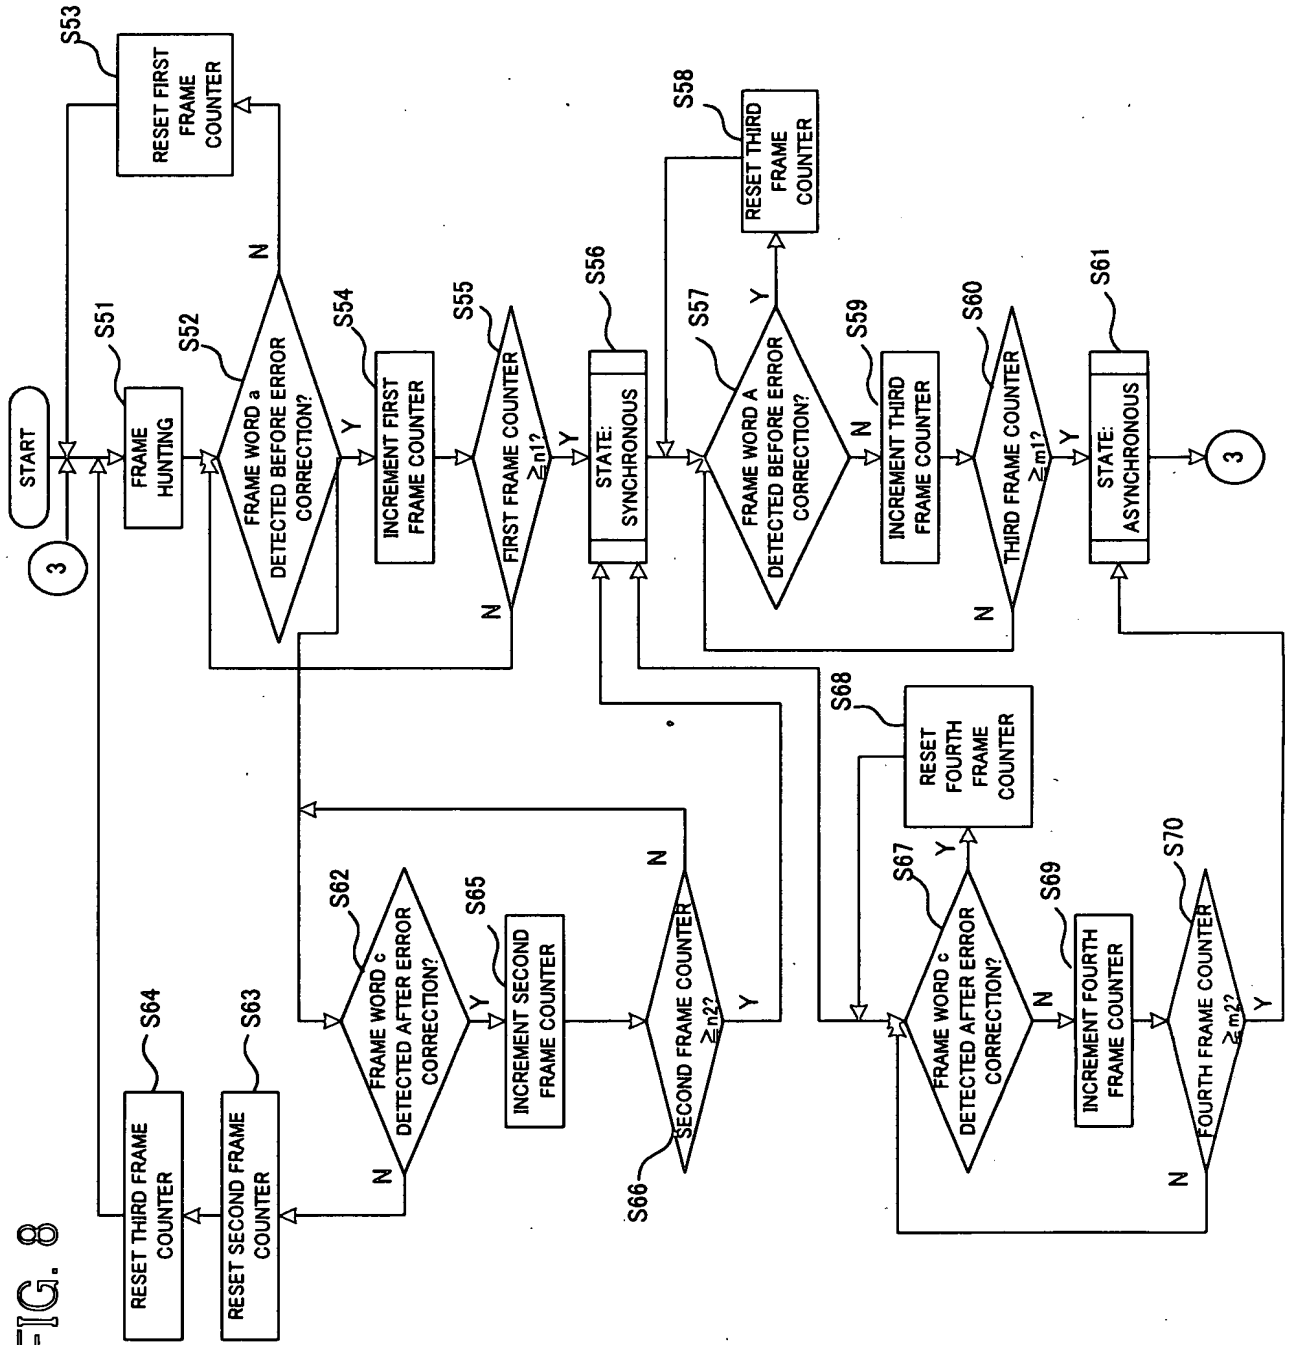 FIG. 8
START
3
S51
FRAME
HUNTING
S52
FRAME WORD a
DETECTED BEFORE ERROR
CORRECTION?
N
Y
S53
RESET FIRST
FRAME
COUNTER
S54
INCREMENT FIRST
FRAME COUNTER
S55
FIRST FRAME COUNTER
≧n1?
N
Y
S56
STATE:
SYNCHRONOUS
S57
FRAME WORD A
DETECTED BEFORE ERROR
CORRECTION?
Y
N
S58
RESET THIRD
FRAME
COUNTER
S59
INCREMENT THIRD
FRAME COUNTER
S60
THIRD FRAME COUNTER
≧m1?
N
Y
S61
STATE:
ASYNCHRONOUS
3
S64
RESET THIRD FRAME
COUNTER
S63
RESET SECOND FRAME
COUNTER
S62
FRAME WORD c
DETECTED AFTER ERROR
CORRECTION?
N
Y
S65
INCREMENT SECOND
FRAME COUNTER
S66
SECOND FRAME COUNTER
≧n2?
N
Y
S67
FRAME WORD c
DETECTED AFTER ERROR
CORRECTION?
Y
N
S68
RESET
FOURTH
FRAME
COUNTER
S69
INCREMENT FOURTH
FRAME COUNTER
S70
FOURTH FRAME COUNTER
≧m2?
N
Y